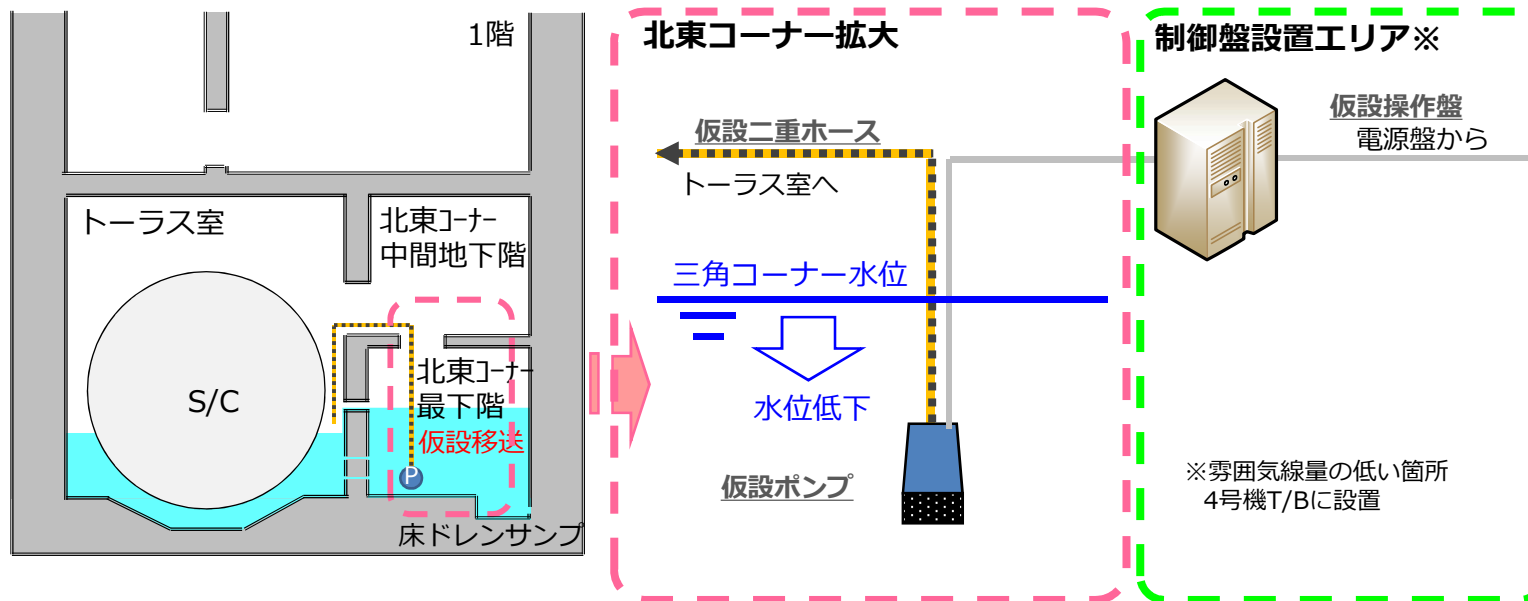 1階
トーラス室
北東ｺｰﾅｰ
中間地下階
S/C
北東ｺｰﾅｰ
最下階
仮設移送
P
床ドレンサンプ
北東コーナー拡大
仮設二重ホース
トーラス室へ
三角コーナー水位
水位低下
仮設ポンプ
制御盤設置エリア※
仮設操作盤
電源盤から
※雰囲気線量の低い箇所
4号機T/Bに設置